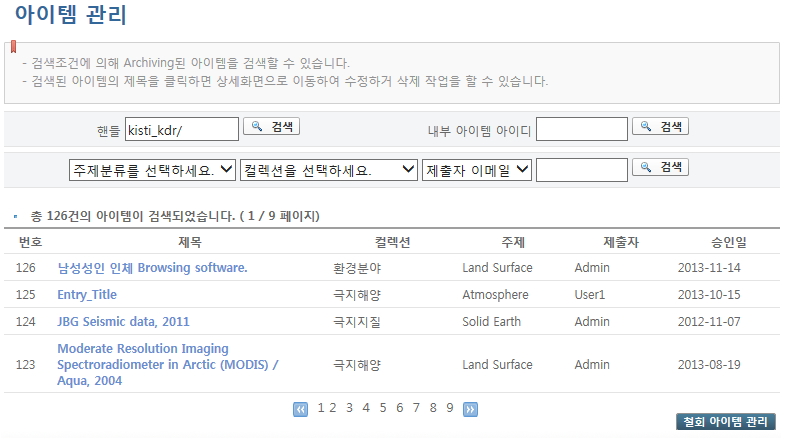 아이템 관리
- 검색조건에 의해 Archiving된 아이템을 검색할 수 있습니다.
- 검색된 아이템의 제목을 클릭하면 상세화면으로 이동하여 수정하거 삭제 작업을 할 수 있습니다.
핸들 kisti_kdr/ 검색 내부 아이템 아이디 검색
주제분류를 선택하세요. 컬렉션을 선택하세요. 제출자 이메일 검색
총 126건의 아이템이 검색되었습니다. ( 1 / 9 페이지)
번호 제목 컬렉션 주제 제출자 승인일
126 남성성인 인체 Browsing software. 환경분야 Land Surface Admin 2013-11-14
125 Entry_Title 극지해양 Atmosphere User1 2013-10-15
124 JBG Seismic data, 2011 극지지질 Solid Earth Admin 2012-11-07
Moderate Resolution Imaging
123 Spectroradiometer in Arctic (MODIS) / 극지해양 Land Surface Admin 2013-08-19
Aqua, 2004
1 2 3 4 5 6 7 8 9
철회 아이템 관리